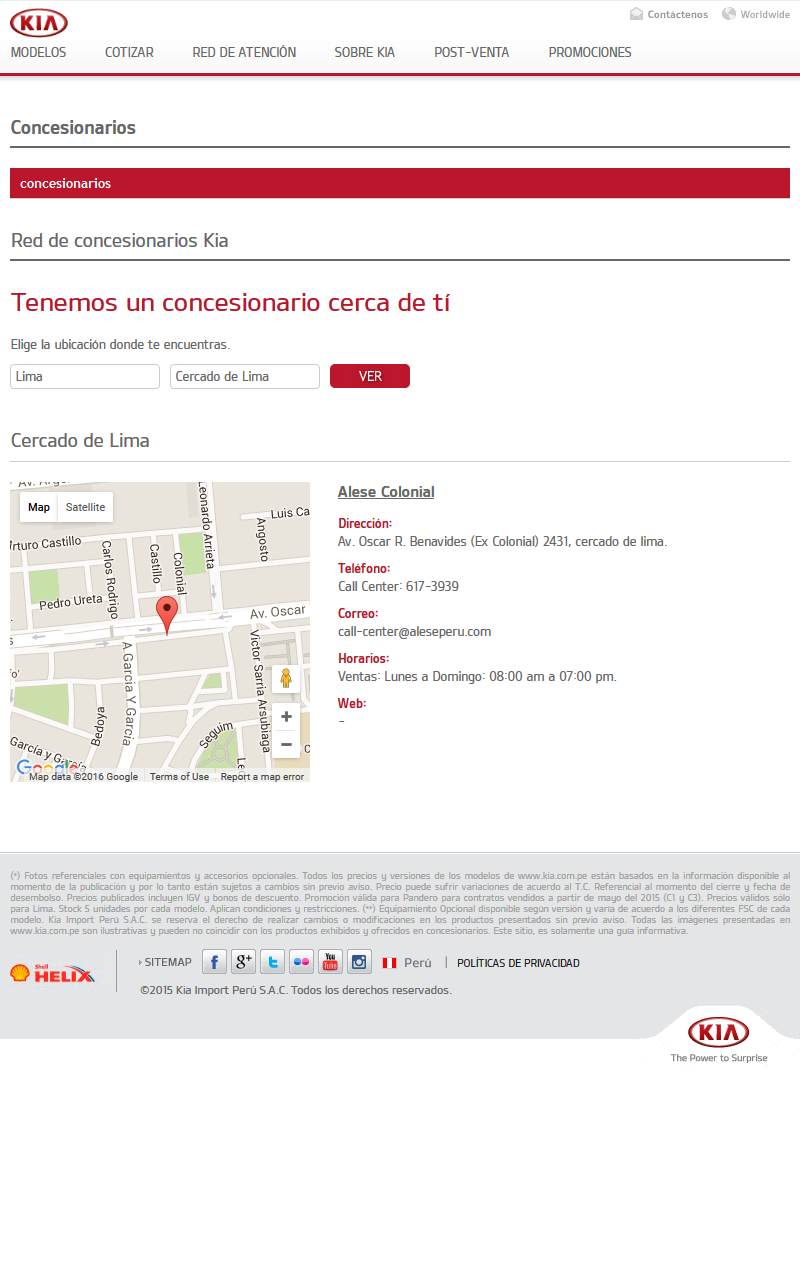 KIA
Contáctenos
Worldwide
MODELOS COTIZAR RED DE ATENCIÓN SOBRE KIA POST-VENTA PROMOCIONES
Concesionarios
concesionarios
Red de concesionarios Kia
Tenemos un concesionario cerca de tí
Elige la ubicación donde te encuentras.
Lima
Cercado de Lima
VER
Cercado de Lima
Map
Satellite
Leonardo Arrieta
Luis Ca
Angosto
rturo Castillo
Carlos Rodrigo
Castillo
Colonial
Pedro Ureta
Av. Oscar
A Garcia Y Garcia
Victor Sarria Arsubiaga
Bedoya
Seguim
García y García
Google
Map data ©2016 Google
Terms of Use
Report a map error
Alese Colonial
Dirección:
Av. Oscar R. Benavides (Ex Colonial) 2431, cercado de lima.
Teléfono:
Call Center: 617-3939
Correo:
call-center@aleseperu.com
Horarios:
Ventas: Lunes a Domingo: 08:00 am a 07:00 pm.
Web:
-
(*) Fotos referenciales con equipamientos y accesorios opcionales. Todos los precios y versiones de los modelos de www.kia.com.pe están basados en la información disponible al
momento de la publicación y por lo tanto están sujetos a cambios sin previo aviso. Precio puede sufrir variaciones de acuerdo al T.C. Referencial al momento del cierre y fecha de
desembolso. Precios publicados incluyen IGV y bonos de descuento. Promoción válida para Pandero para contratos vendidos a partir de mayo del 2015 (C1 y C3). Precios válidos sólo
para Lima. Stock 5 unidades por cada modelo. Aplican condiciones y restricciones. (**) Equipamiento Opcional disponible según versión y varía de acuerdo a los diferentes FSC de cada
modelo. Kia Import Perú S.A.C. se reserva el derecho de realizar cambios o modificaciones en los productos presentados sin previo aviso. Todas las imágenes presentadas en
www.kia.com.pe son ilustrativas y pueden no coincidir con los productos exhibidos y ofrecidos en concesionarios. Este sitio, es solamente una guía informativa.
Shell
HELIX
SITEMAP
You Tube
Perú
POLÍTICAS DE PRIVACIDAD
©2015 Kia Import Perú S.A.C. Todos los derechos reservados.
KIA
The Power to Surprise